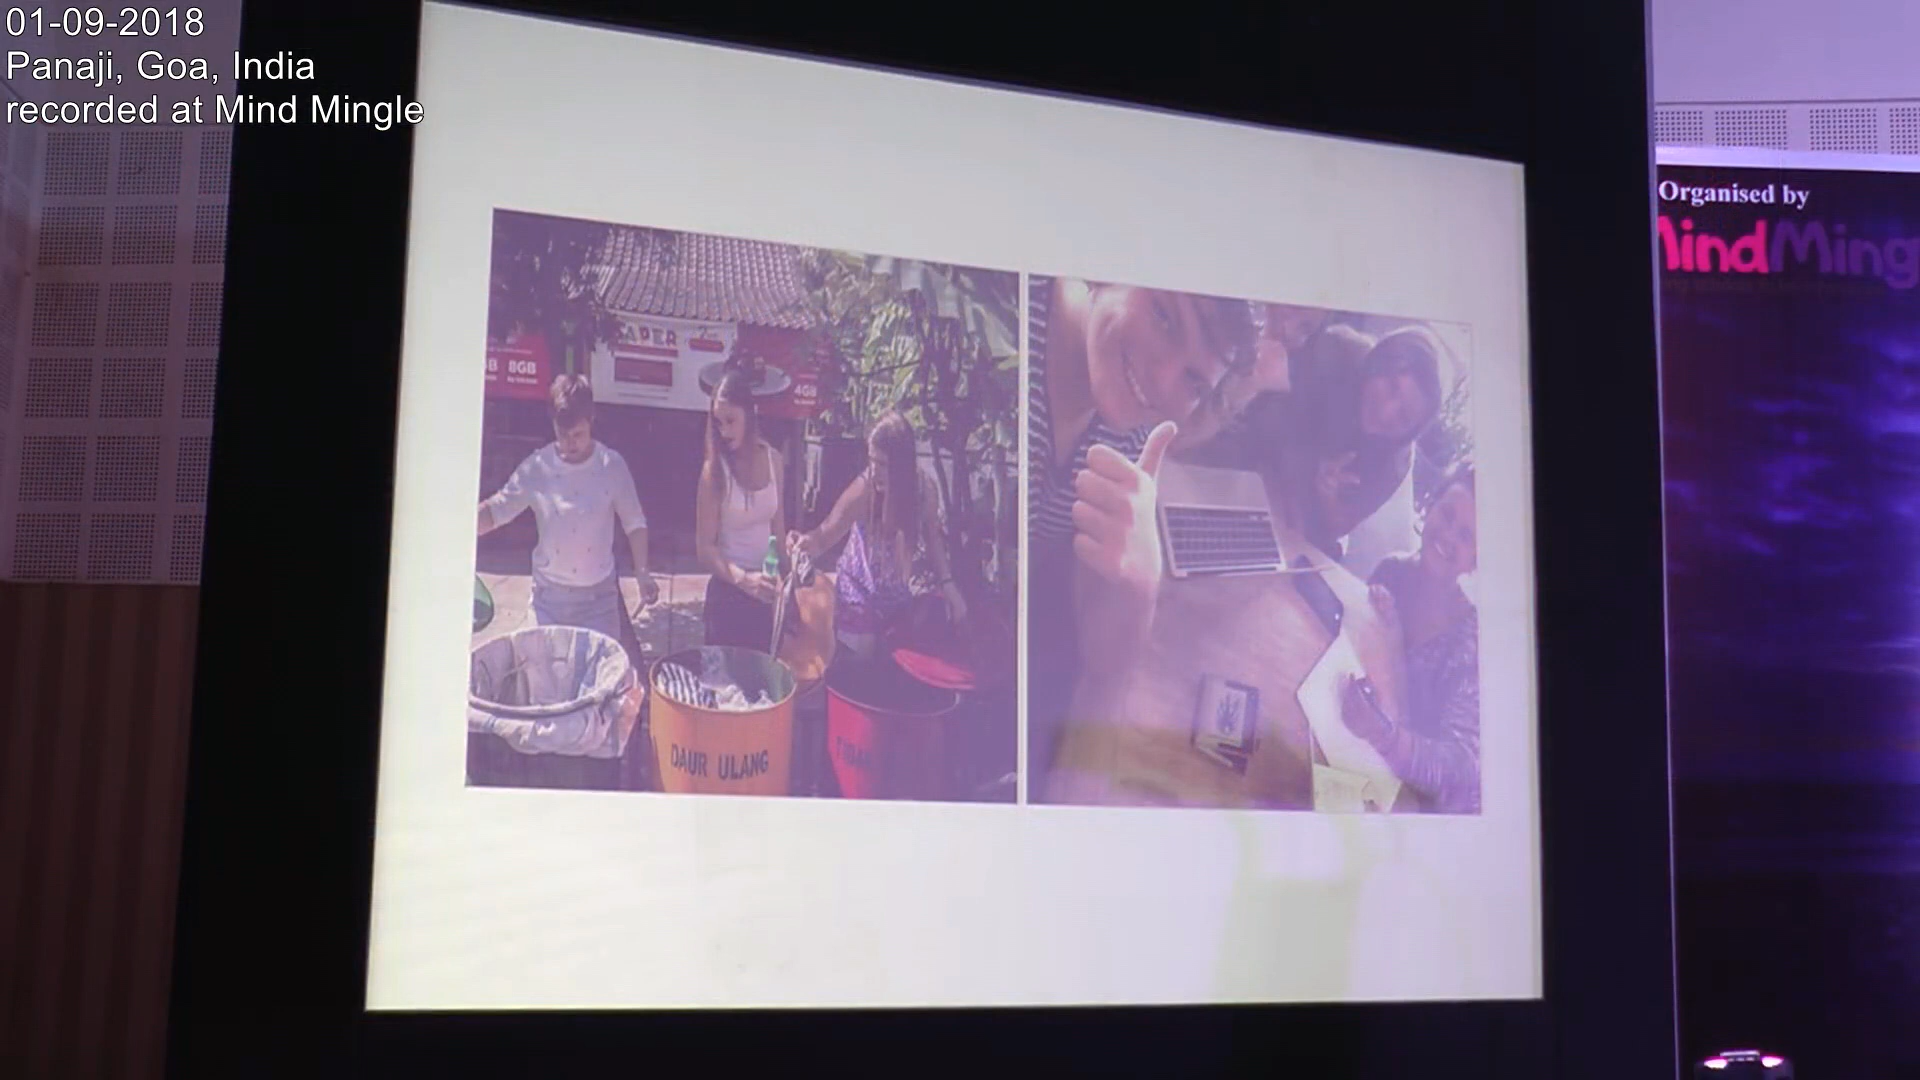 01-09-2018
Panaji, Goa, India
recorded at Mind Mingle
Organised by
MindMing
8GB
4GB
DAUR ULANG